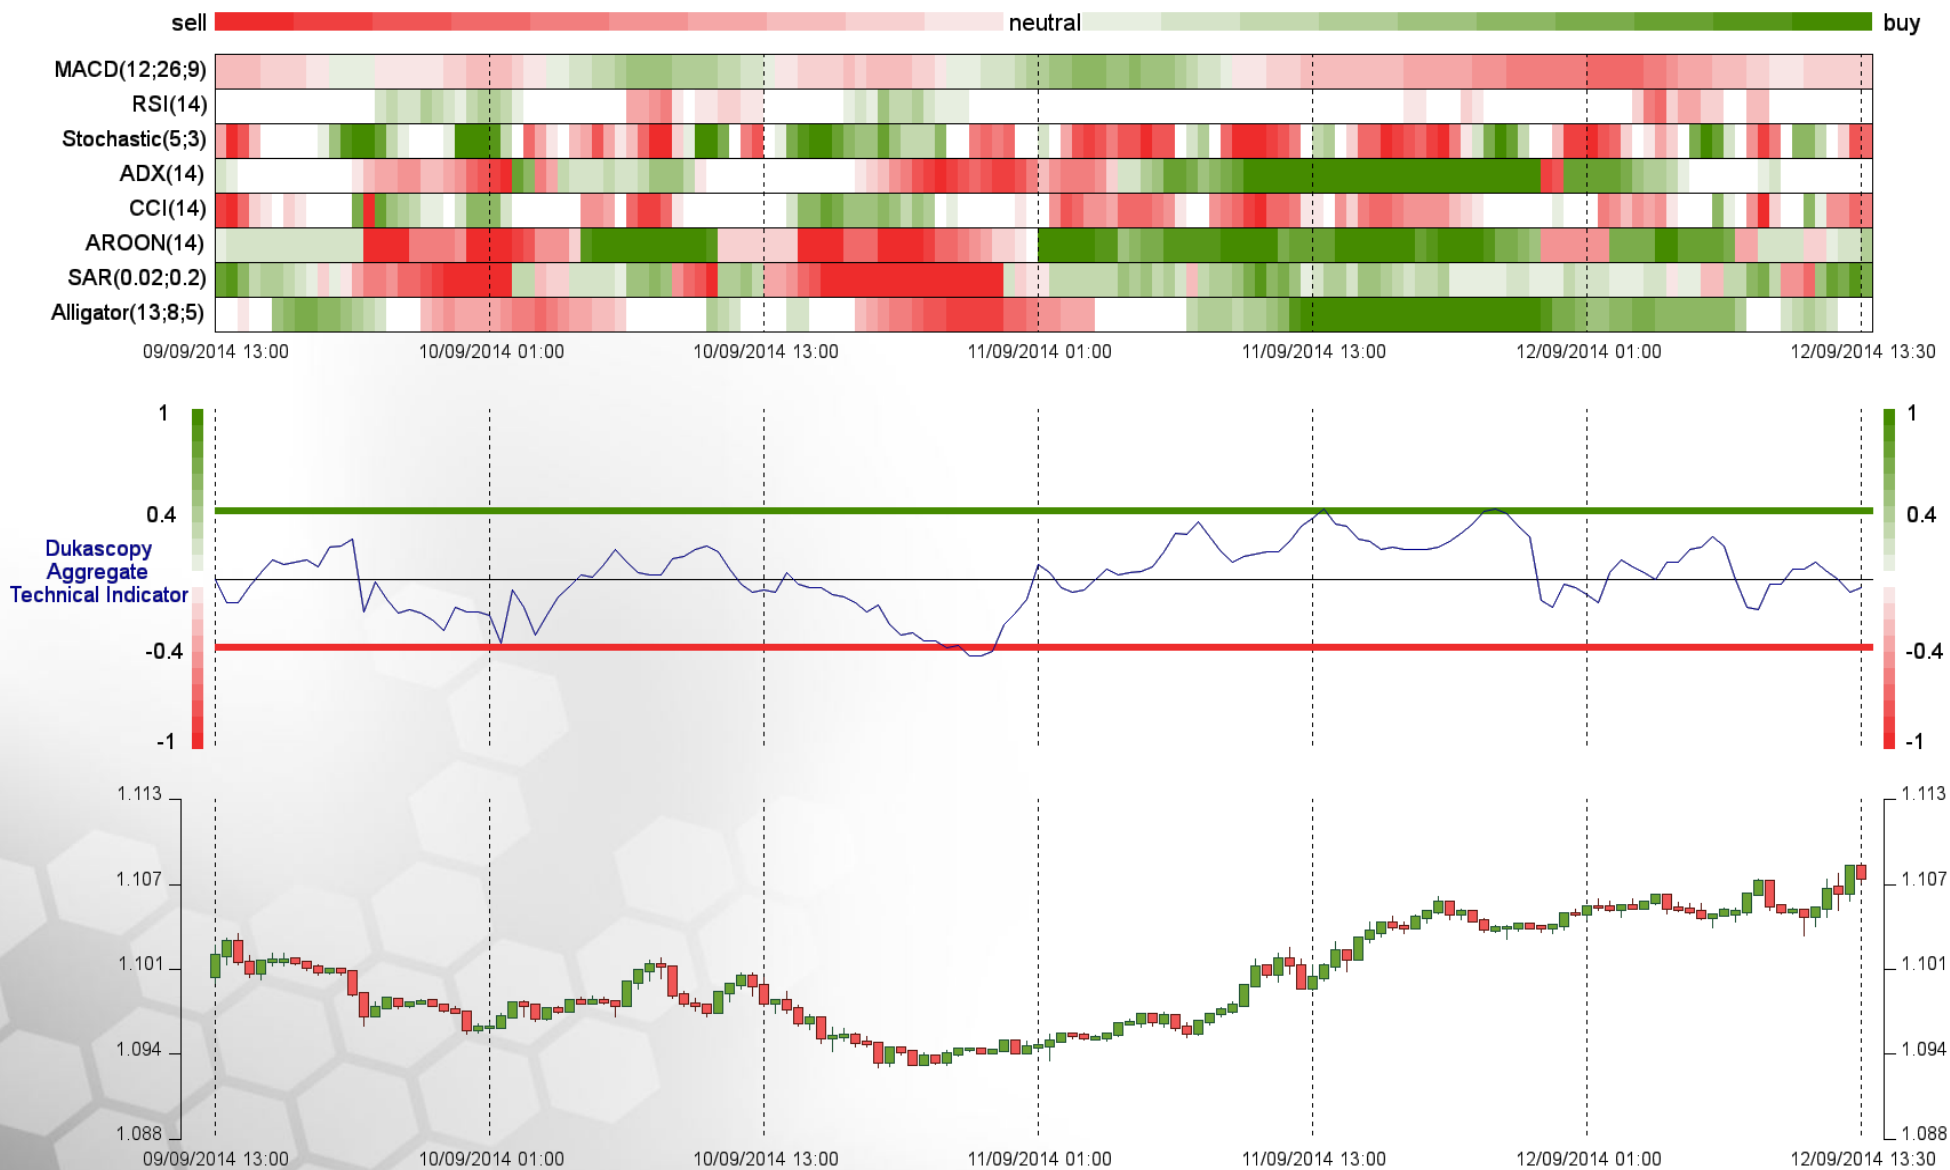 sell neutral buy
MACD(12;26;9)
RSI(14)
Stochastic(5;3)
ADX(14)
CCI(14)
AROON(14)
SAR(0.02;0.2)
Alligator(13;8;5)
09/09/2014 13:00 10/09/2014 01:00 10/09/2014 13:00 11/09/2014 01:00 11/09/2014 13:00 12/09/2014 01:00 12/09/2014 13:30
1 1
0.4 0.4
Dukascopy
Aggregate
Technical Indicator
-0.4 -0.4
-1 -1
1.113 1.113
1.107 1.107
1.101 1.101
1.094 1.094
1.088 1.088
09/09/2014 13:00 10/09/2014 01:00 10/09/2014 13:00 11/09/2014 01:00 11/09/2014 13:00 12/09/2014 01:00 12/09/2014 13:30